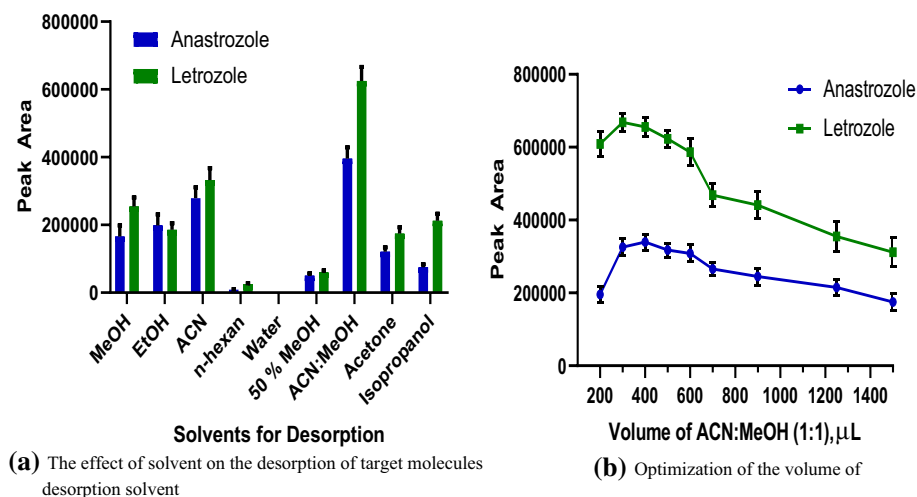 800000
600000
400000
200000
0
Peak Area
Anastrozole
Letrozole
MeOH
EtOH
ACN
n-hexan
Water
50 % MeOH
ACN:MeOH
Acetone
Isopropanol
Solvents for Desorption
(a) The effect of solvent on the desorption of target molecules
desorption solvent
800000
600000
400000
200000
0
Peak Area
Anastrozole
Letrozole
200 400 600 800 1000 1200 1400
Volume of ACN:MeOH (1:1),μL
(b) Optimization of the volume of